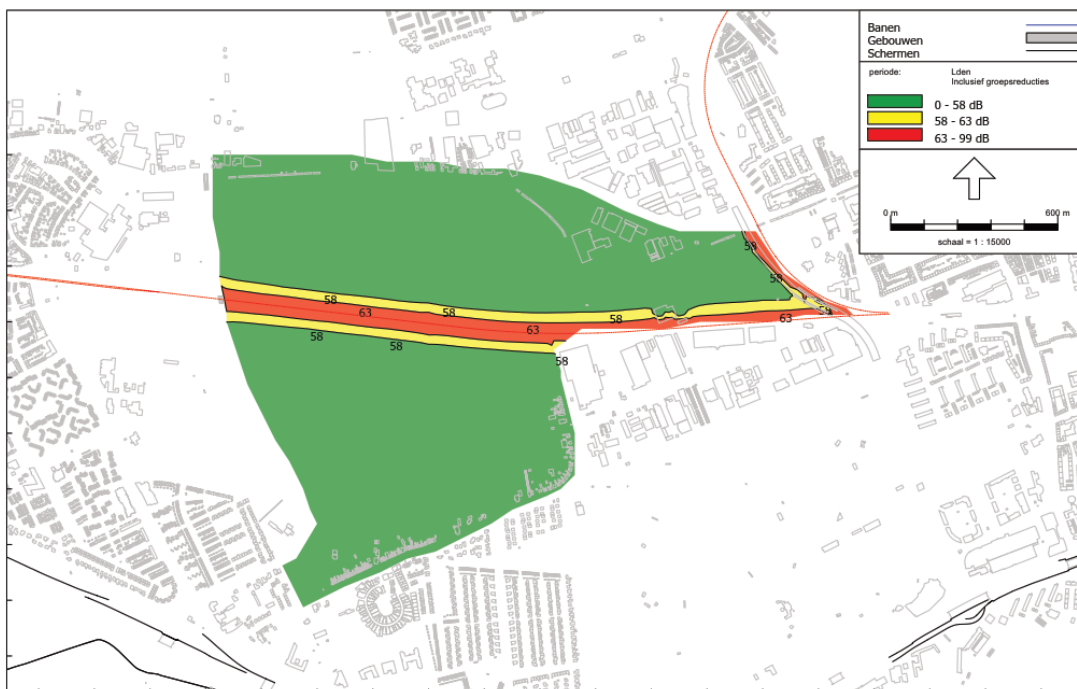 Banen
Gebouwen
Schermen
periode: Lden
Inclusief groepsreducties
0 - 58 dB
58 - 63 dB
63 - 99 dB
0 m 600 m
schaal = 1 : 15000
58
58
58
63
58
58
63
63
58
58
58